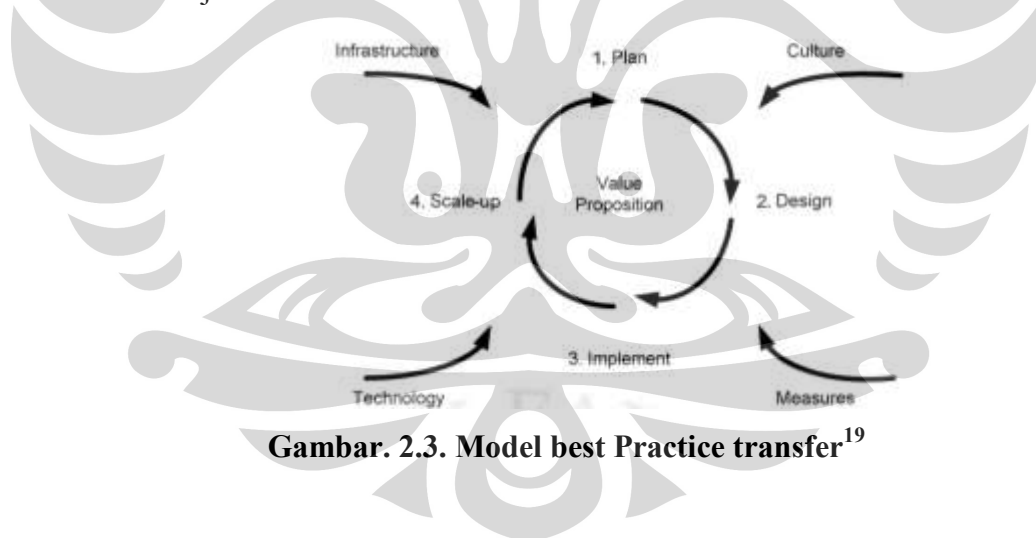 Infrastructure
1. Plan
Culture
4. Scale-up
Value
Proposition
2. Design
3. Implement
Technology
Measures
Gambar. 2.3. Model best Practice transfer19